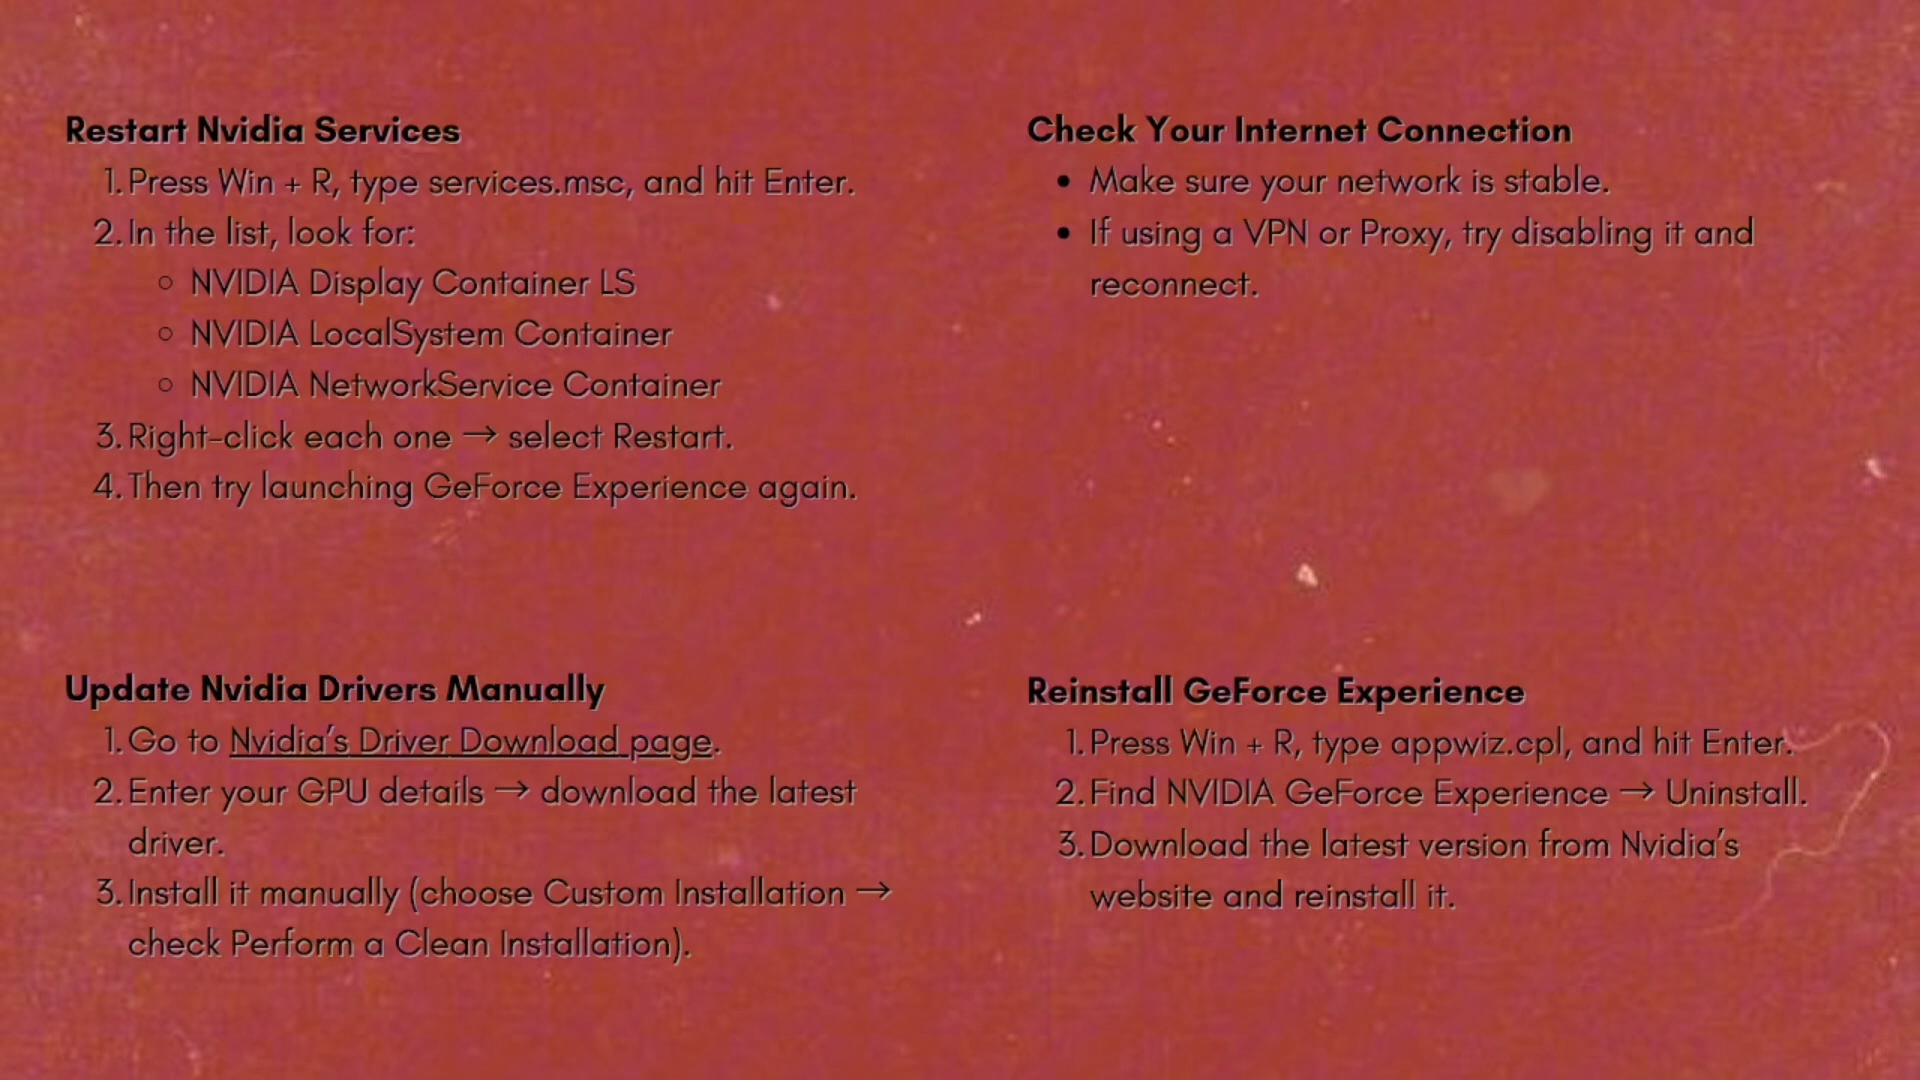 Restart Nvidia Services
1. Press Win + R, type services.msc, and hit Enter.
2. In the list, look for:
○ NVIDIA Display Container LS
○ NVIDIA LocalSystem Container
○ NVIDIA NetworkService Container
3. Right-click each one → select Restart.
4. Then try launching GeForce Experience again.
Check Your Internet Connection
• Make sure your network is stable.
• If using a VPN or Proxy, try disabling it and
reconnect.
Update Nvidia Drivers Manually
1. Go to Nvidia's Driver Download page.
2. Enter your GPU details → download the latest
driver.
3. Install it manually (choose Custom Installation →
check Perform a Clean Installation).
Reinstall GeForce Experience
1. Press Win + R, type appwiz.cpl, and hit Enter.
2. Find NVIDIA GeForce Experience → Uninstall.
3. Download the latest version from Nvidia's
website and reinstall it.